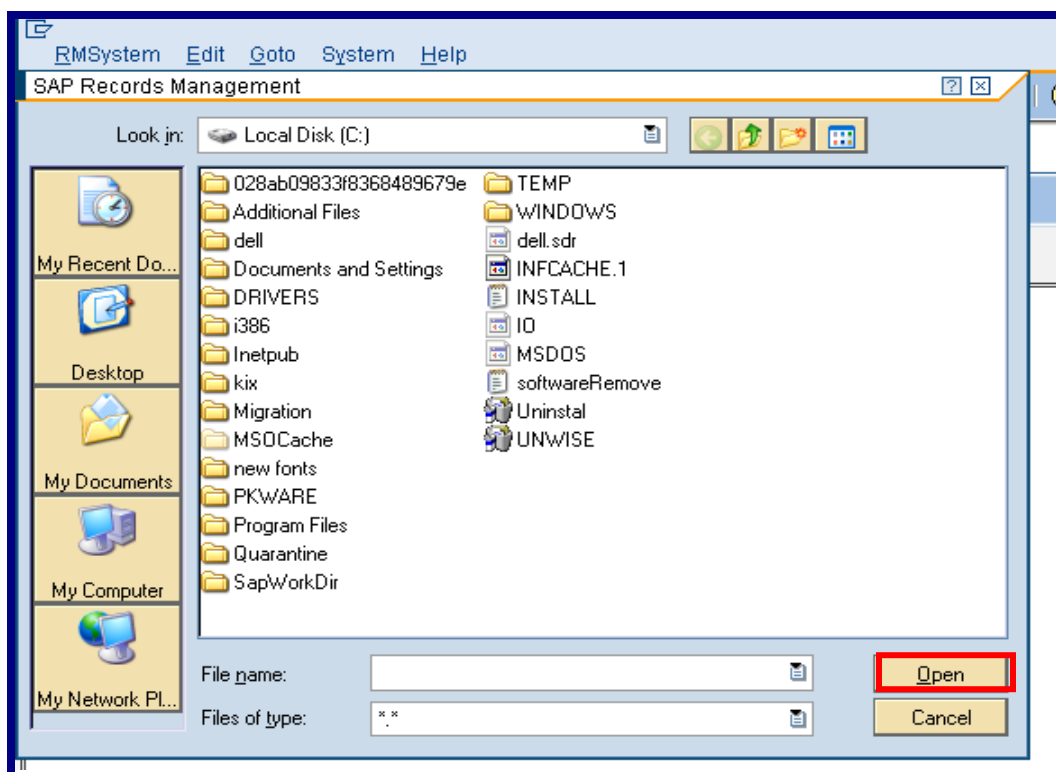 RMSystem Edit Goto System Help
SAP Records Management
Look in: Local Disk (C:)
My Recent Do...
Desktop
My Documents
My Computer
My Network Pl...
028ab09833f8368489679e
Additional Files
dell
Documents and Settings
DRIVERS
i386
Inetpub
kix
Migration
MSOCache
new fonts
PKWARE
Program Files
Quarantine
SapWorkDir
TEMP
WINDOWS
dell.sdr
INFCACHE.1
INSTALL
IO
MSDOS
softwareRemove
Uninstal
UNWISE
File name: Open
Files of type: *.* Cancel